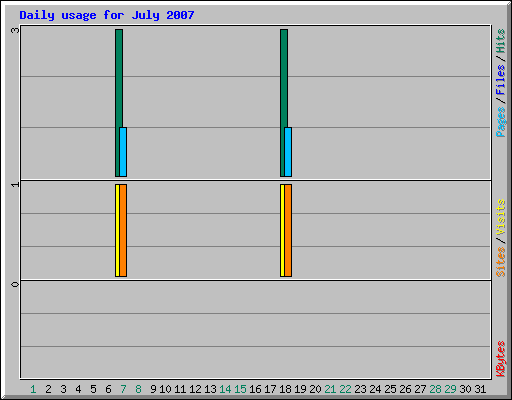 Daily usage for July 2007
3
1
0
Pages / Files / Hits
Sites / Visits
KBytes
1 2 3 4 5 6 7 8 9 10 11 12 13 14 15 16 17 18 19 20 21 22 23 24 25 26 27 28 29 30 31